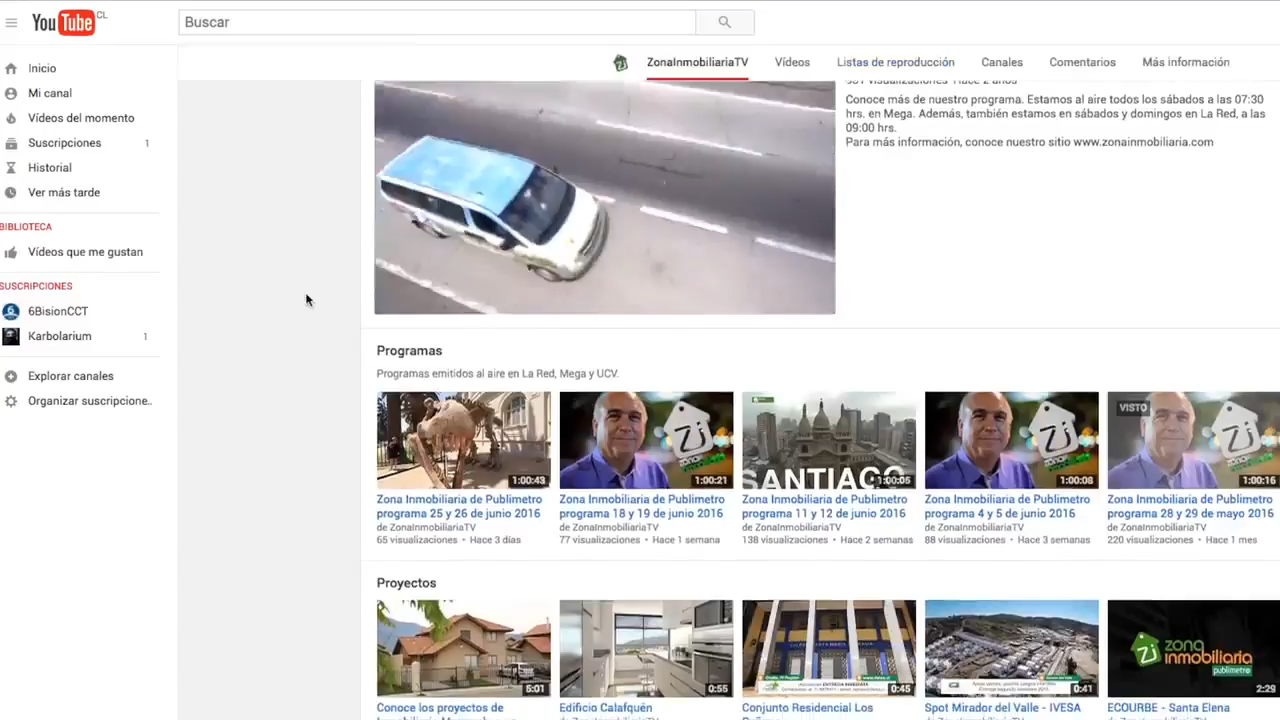 YouTube CL
Buscar
Inicio
Mi canal
Vídeos del momento
Suscripciones 1
Historial
Ver más tarde
BIBLIOTECA
Vídeos que me gustan
SUSCRIPCIONES
6BisionCCT
Karbolarium 1
Explorar canales
Organizar suscripcione..
ZonaInmobiliariaTV Vídeos Listas de reproducción Canales Comentarios Más información
visualizaciones · Hace 2 años
Conoce más de nuestro programa. Estamos al aire todos los sábados a las 07:30
hrs. en Mega. Además, también estamos en sábados y domingos en La Red, a las
09:00 hrs.
Para más información, conoce nuestro sitio www.zonainmobiliaria.com
Programas
Programas emitidos al aire en La Red, Mega y UCV.
1:00:43
Zona Inmobiliaria de Publimetro
programa 25 y 26 de junio 2016
de ZonaInmobiliariaTV
65 visualizaciones • Hace 3 días
Zi
1:00:21
Zona Inmobiliaria de Publimetro
programa 18 y 19 de junio 2016
de ZonaInmobiliariaTV
77 visualizaciones • Hace 1 semana
SANTIAGO
1:00:05
Zona Inmobiliaria de Publimetro
programa 11 y 12 de junio 2016
de ZonaInmobiliariaTV
138 visualizaciones • Hace 2 semanas
Zi
1:00:08
Zona Inmobiliaria de Publimetro
programa 4 y 5 de junio 2016
de ZonaInmobiliariaTV
88 visualizaciones • Hace 3 semanas
VISTO
Zi
1:00:16
Zona Inmobiliaria de Publimetro
programa 28 y 29 de mayo 2016
de ZonaInmobiliariaTV
220 visualizaciones • Hace 1 mes
Proyectos
5:01
Conoce los proyectos de
0:55
Edificio Calafquén
0:45
Conjunto Residencial Los
0:41
Spot Mirador del Valle - IVESA
Zi zona
inmobiliaria
publimetro
2:29
ECOURBE - Santa Elena